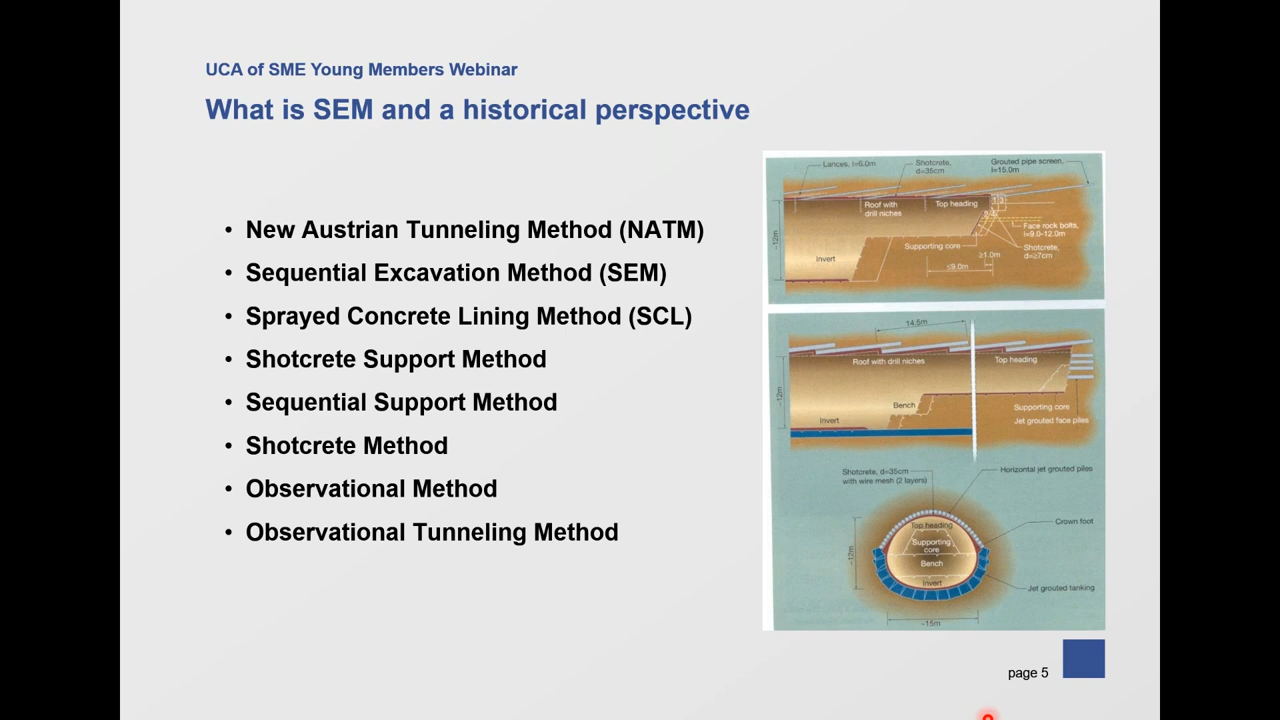 UCA of SME Young Members Webinar
What is SEM and a historical perspective
• New Austrian Tunneling Method (NATM)
• Sequential Excavation Method (SEM)
• Sprayed Concrete Lining Method (SCL)
• Shotcrete Support Method
• Sequential Support Method
• Shotcrete Method
• Observational Method
• Observational Tunneling Method
Lances, l=6.0m
Shotcrete,
d=35cm
Grouted pipe screen,
l=15.0m
Roof with
drill niches
Top heading
1 3
Face rock bolts,
l=9.0-12.0m
Supporting core
Shotcrete,
d=≥7cm
~12m
Invert
≥1.0m
≤9.0m
14.5m
Roof with drill niches
Top heading
~12m
Bench
Invert
Supporting core
Jet grouted face piles
Shotcrete, d=35cm
with wire mesh (2 layers)
Horizontal jet grouted piles
Top heading
Crown foot
Supporting
core
~12m
Bench
Invert
Jet grouted tanking
~15m
page 5